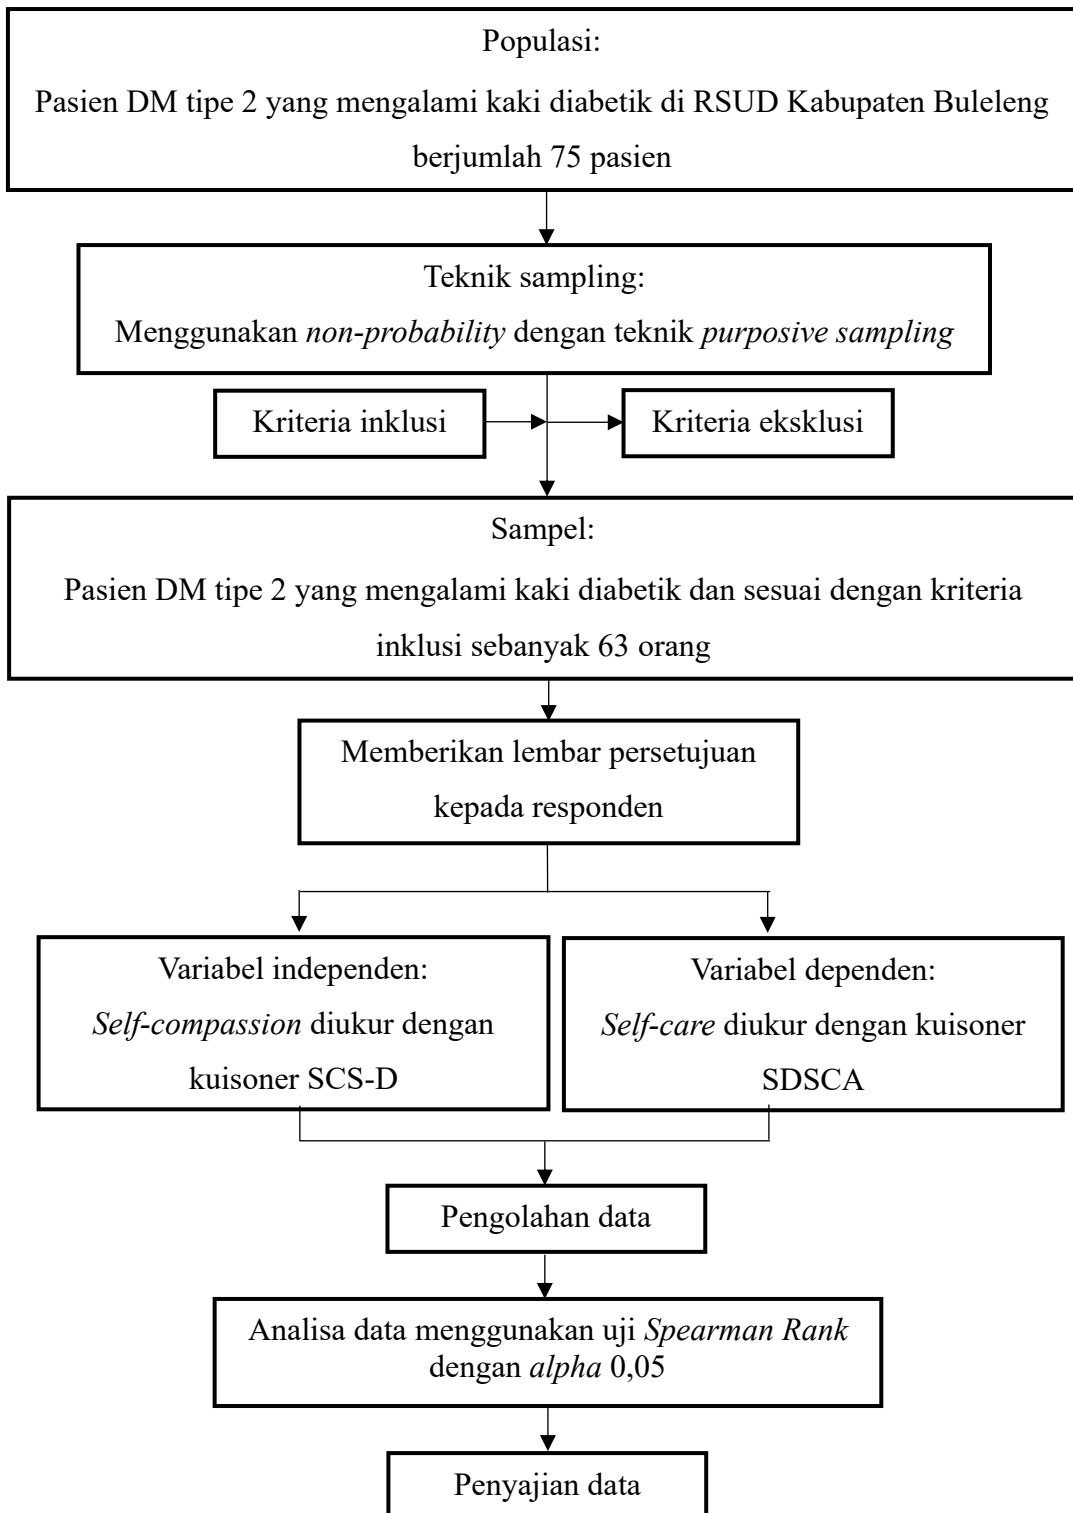 Populasi:
Pasien DM tipe 2 yang mengalami kaki diabetik di RSUD Kabupaten Buleleng
berjumlah 75 pasien
Teknik sampling:
Menggunakan non-probability dengan teknik purposive sampling
Kriteria inklusi
Kriteria eksklusi
Sampel:
Pasien DM tipe 2 yang mengalami kaki diabetik dan sesuai dengan kriteria
inklusi sebanyak 63 orang
Memberikan lembar persetujuan
kepada responden
Variabel independen:
Self-compassion diukur dengan
kuisoner SCS-D
Variabel dependen:
Self-care diukur dengan kuisoner
SDSCA
Pengolahan data
Analisa data menggunakan uji Spearman Rank
dengan alpha 0,05
Penyajian data